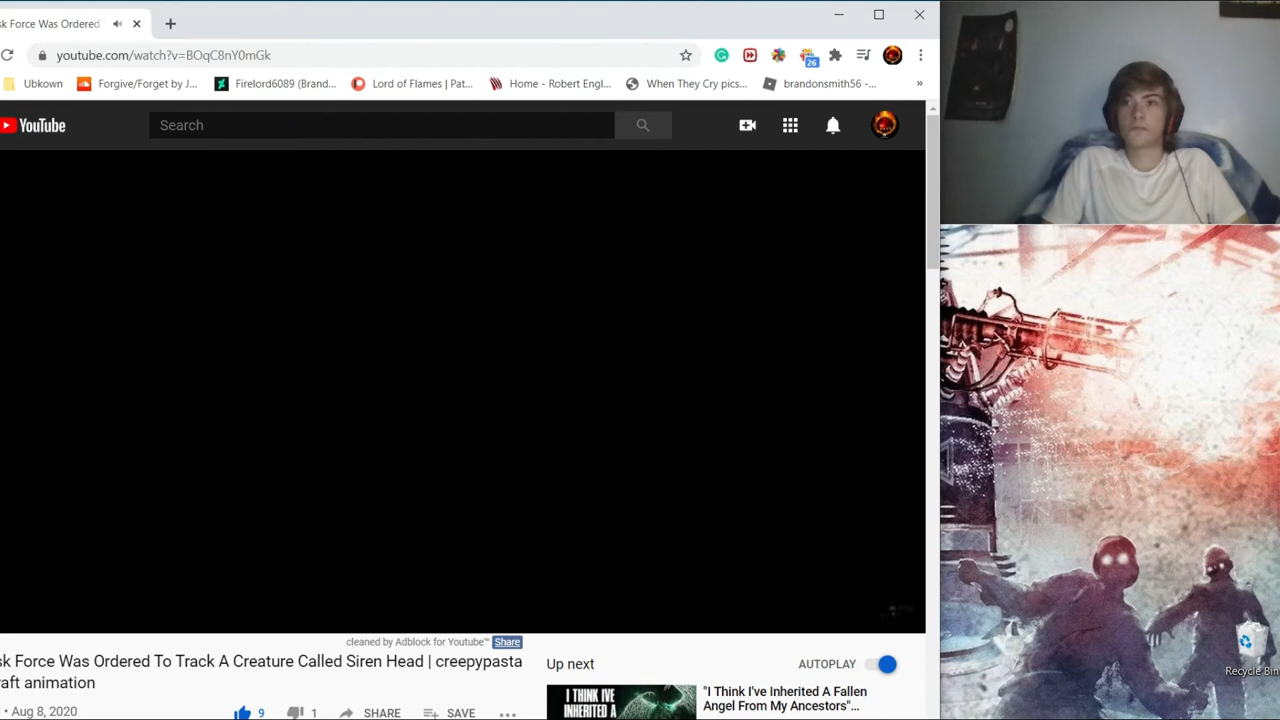 sk Force Was Ordered
youtube.com/watch?v=BOqC8nY0mGk
26
Ubkown
Forgive/Forget by J...
Firelord6089 (Brand...
Lord of Flames | Pat...
Home - Robert Engl...
When They Cry pics...
brandonsmith56 -...
»
YouTube
Search
cleaned by Adblock for Youtube™ Share
sk Force Was Ordered To Track A Creature Called Siren Head | creepypasta
raft animation
• Aug 8, 2020
9
1
SHARE
SAVE
Up next
AUTOPLAY
I THINK I'VE
INHERITED A
"I Think I've Inherited A Fallen
Angel From My Ancestors"...
Recycle Bin